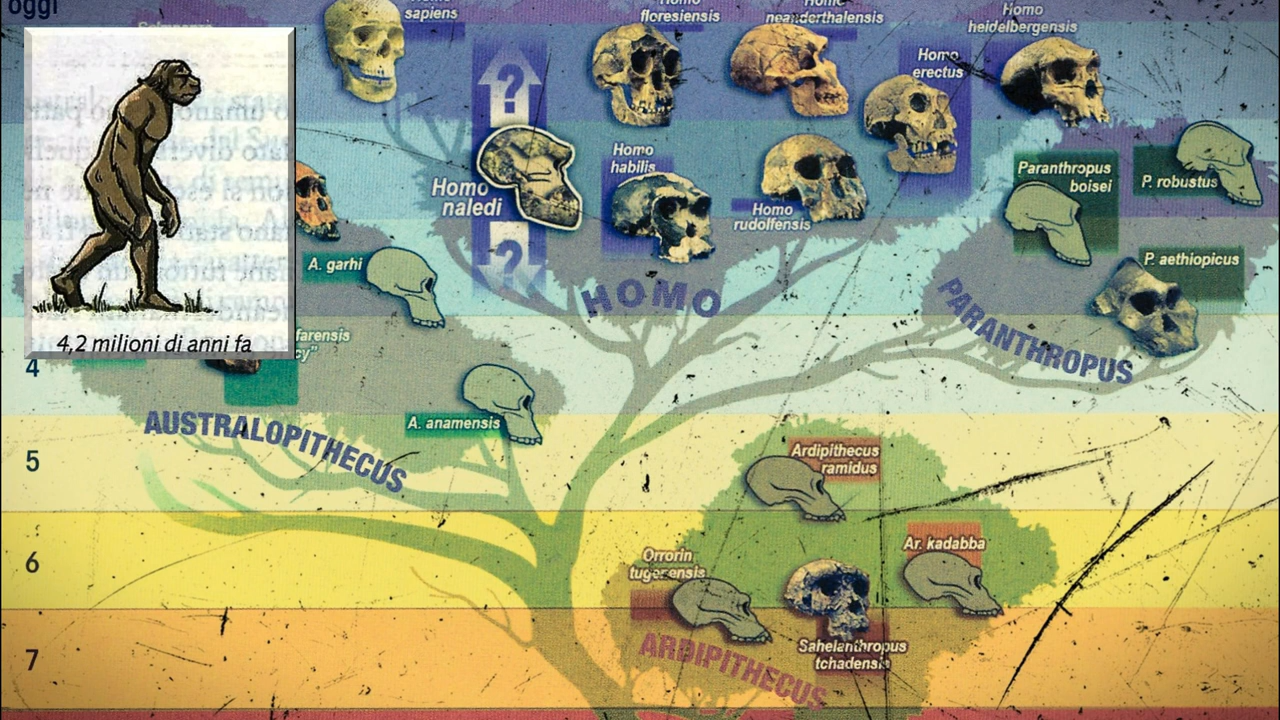 oggi
sapiens
Homo
floresiensis
Homo
neanderthalensis
Homo
heidelbergensis
Homo
erectus
?
Homo
naledi
?
Homo
habilis
Homo
rudolfensis
Paranthropus
boisei
P. robustus
P. aethiopicus
A. garhi
HOMO
PARANTHROPUS
4,2 milioni di anni fa
farensis
cy”
4
AUSTRALOPITHECUS
A. anamensis
5
Ardipithecus
ramidus
6
Ar. kadabba
Orrorin
tugenensis
7
Sahelanthropus
tchadensis
ARDIPITHECUS